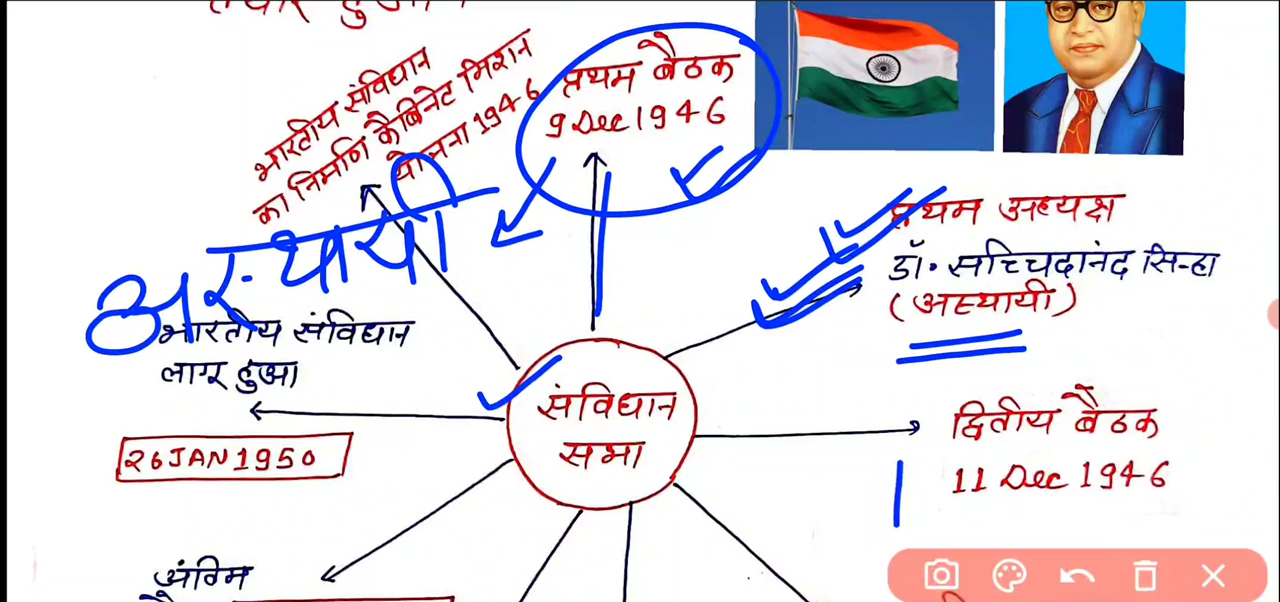 तैयार हुआ
भारतीय संविधान
का निर्माण कैबिनेट मिशन
योजना 1946
प्रथम बैठक
9 Dec 1946
प्रथम अध्यक्ष
डॉ. सच्चिदानंद सिन्हा
(अस्थायी)
अस्थायी
भारतीय संविधान
लागू हुआ
26 JAN 1950
संविधान
सभा
द्वितीय बैठक
11 Dec 1946
अंतिम